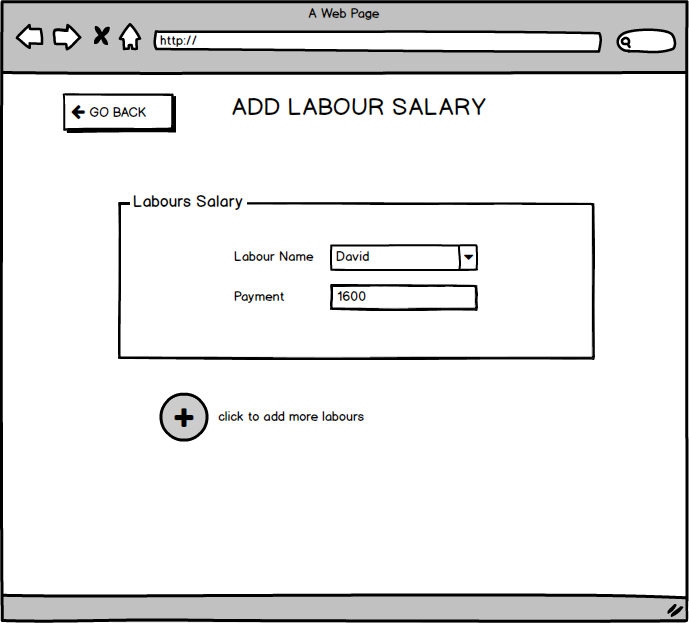 A Web Page
http://
GO BACK
ADD LABOUR SALARY
Labours Salary
Labour Name
David
Payment
1600
click to add more labours